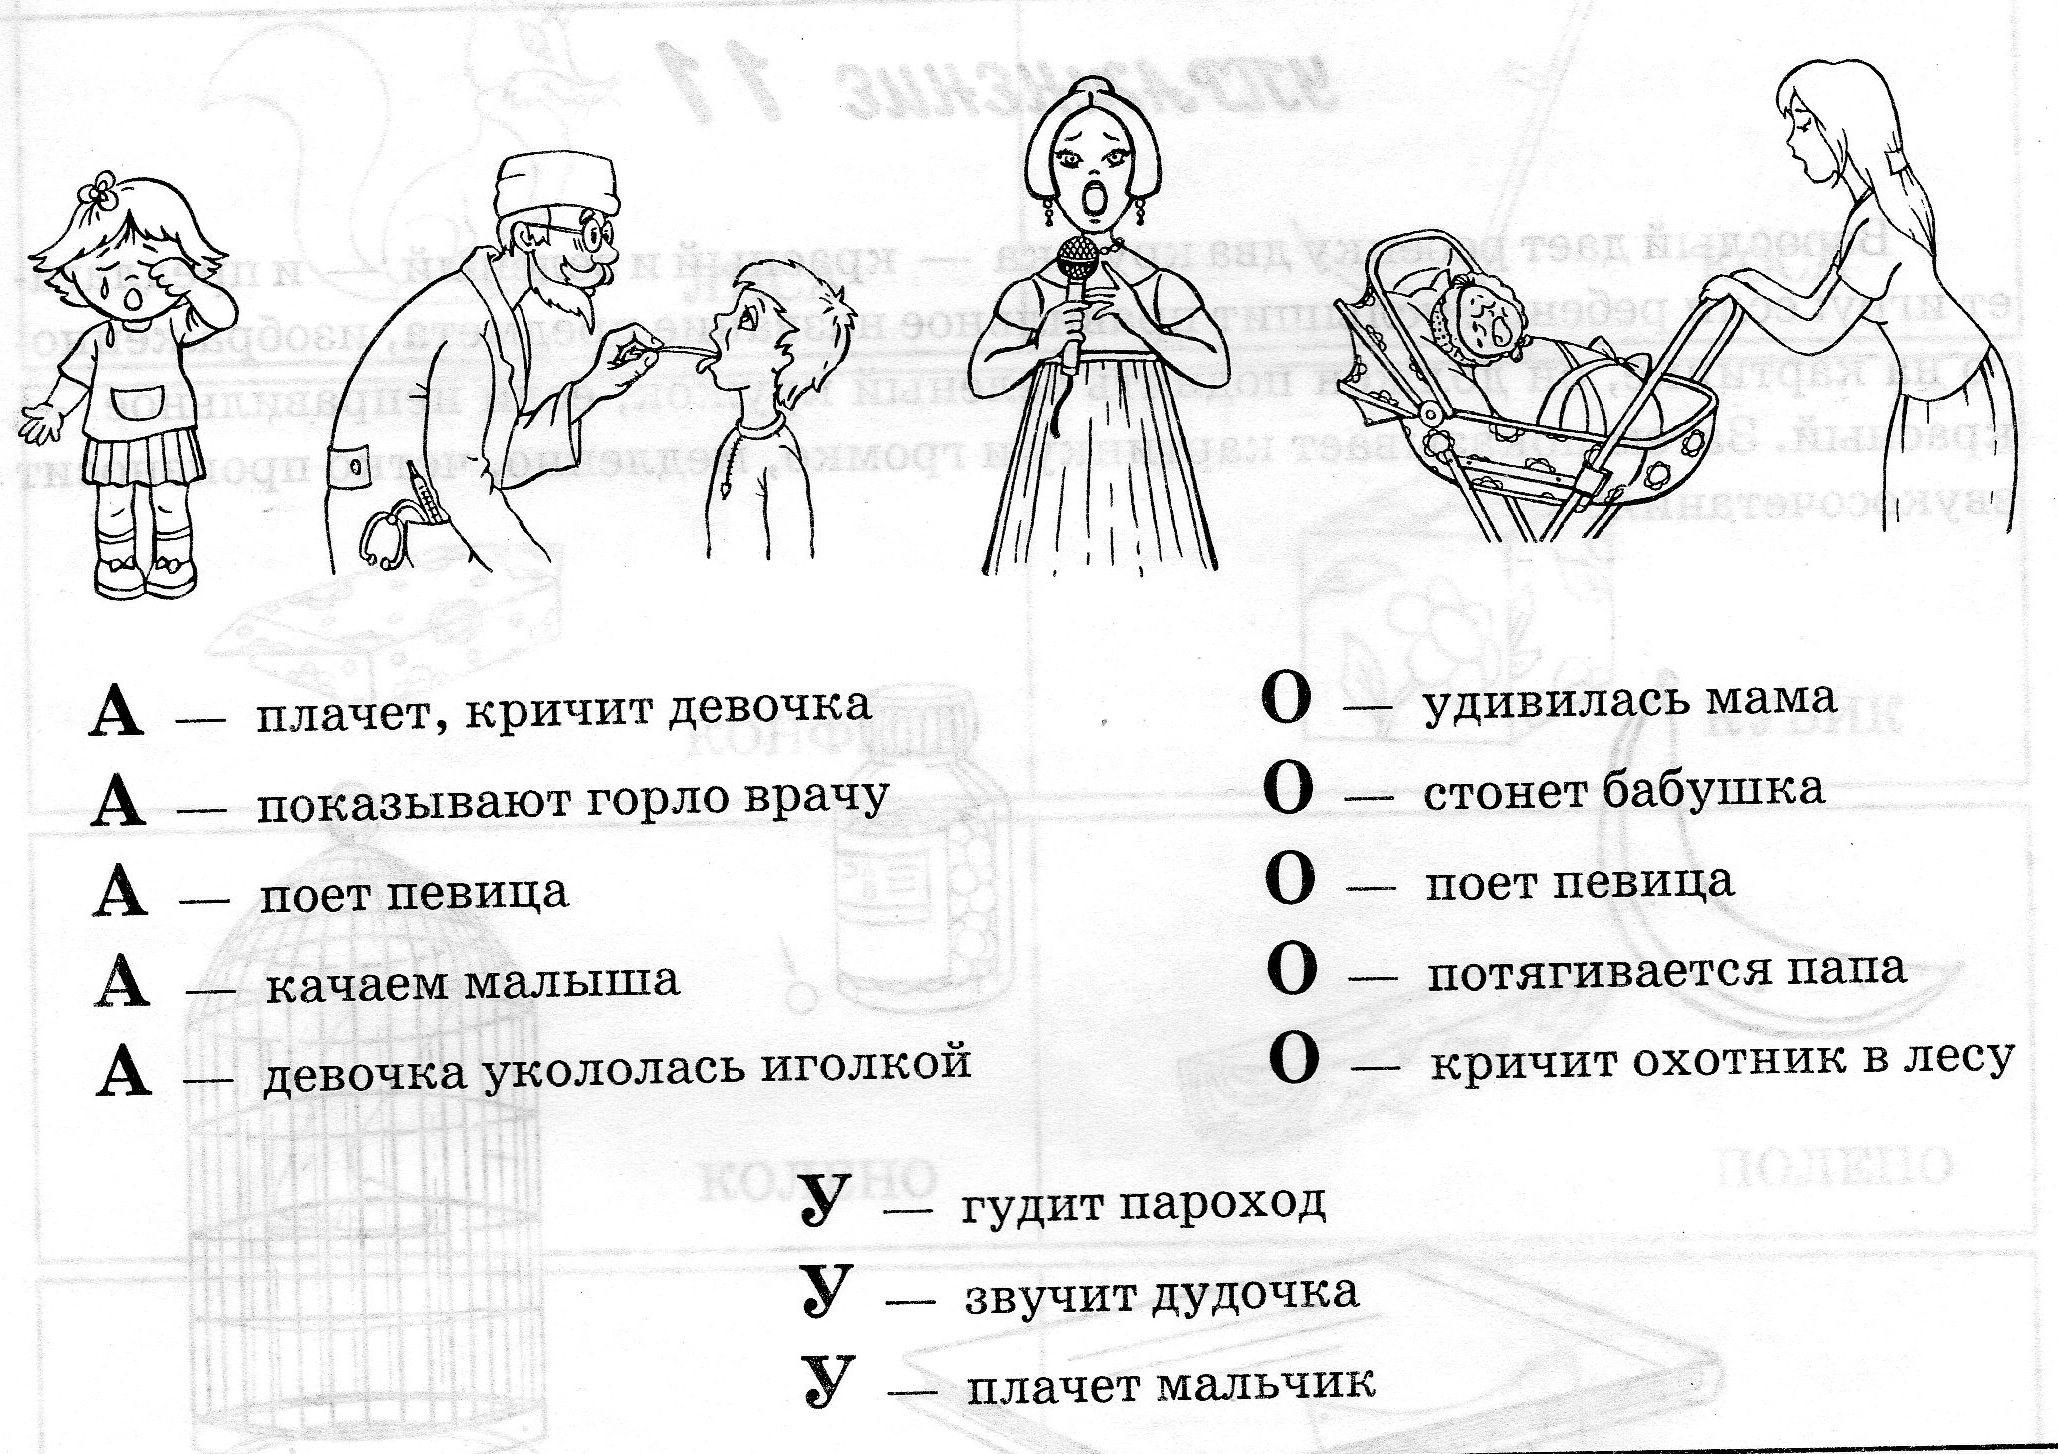 А — плачет, кричит девочка
А — показывают горло врачу
А — поет певица
А — качаем малыша
А — девочка укололась иголкой
О — удивилась мама
О — стонет бабушка
О — поет певица
О — потягивается папа
О — кричит охотник в лесу
У — гудит пароход
У — звучит дудочка
У — плачет мальчик